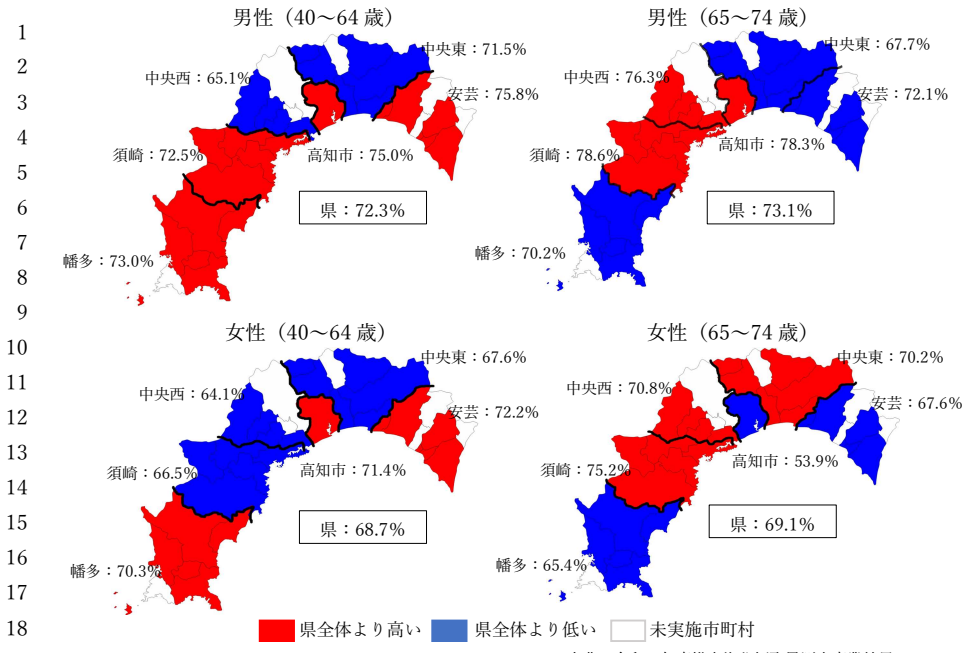 1
2
3
4
5
6
7
8
9
10
11
12
13
14
15
16
17
18
男性（40～64 歳）
中央東：71.5%
中央西：65.1%
安芸：75.8%
須崎：72.5%
高知市：75.0%
県：72.3%
幡多：73.0%
男性（65～74 歳）
中央東：67.7%
中央西：76.3%
安芸：72.1%
須崎：78.6%
高知市：78.3%
県：73.1%
幡多：70.2%
女性（40～64 歳）
中央東：67.6%
中央西：64.1%
安芸：72.2%
須崎：66.5%
高知市：71.4%
県：68.7%
幡多：70.3%
女性（65～74 歳）
中央東：70.2%
中央西：70.8%
安芸：67.6%
須崎：75.2%
高知市：53.9%
県：69.1%
幡多：65.4%
県全体より高い 県全体より低い 未実施市町村